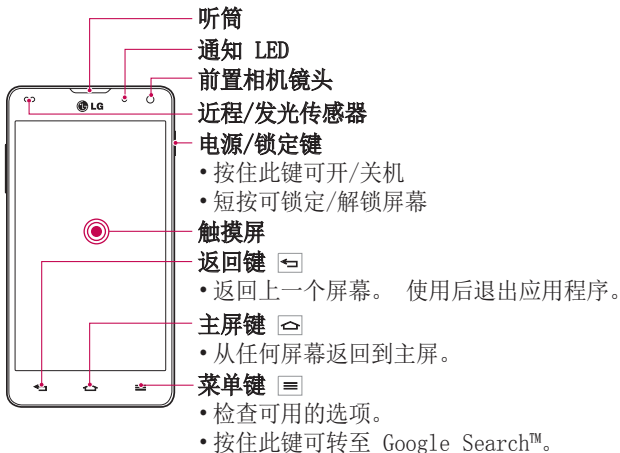 听筒
通知 LED
前置相机镜头
近程/发光传感器
电源/锁定键
• 按住此键可开/关机
• 短按可锁定/解锁屏幕
触摸屏
返回键
• 返回上一个屏幕。 使用后退出应用程序。
主屏键
• 从任何屏幕返回到主屏。
菜单键
• 检查可用的选项。
• 按住此键可转至 Google Search™。
LG